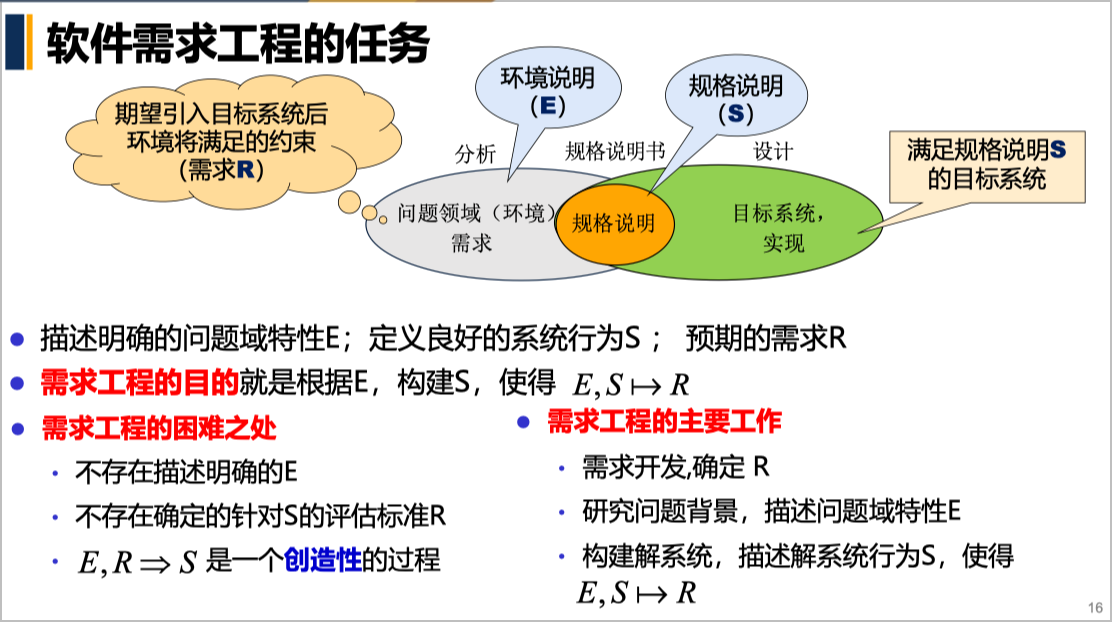 软件需求工程的任务
期望引入目标系统后
环境将满足的约束
（需求R）
环境说明
（E）
规格说明
（S）
满足规格说明S
的目标系统
分析
规格说明书
设计
问题领域（环境）
需求
规格说明
目标系统，
实现
描述明确的问题域特性E；定义良好的系统行为S ； 预期的需求R
需求工程的目的就是根据E，构建S，使得 E,S↦R
需求工程的困难之处
不存在描述明确的E
不存在确定的针对S的评估标准R
E,R⇒S 是一个创造性的过程
需求工程的主要工作
需求开发,确定 R
研究问题背景，描述问题域特性E
构建解系统，描述解系统行为S，使得
E,S↦R
16